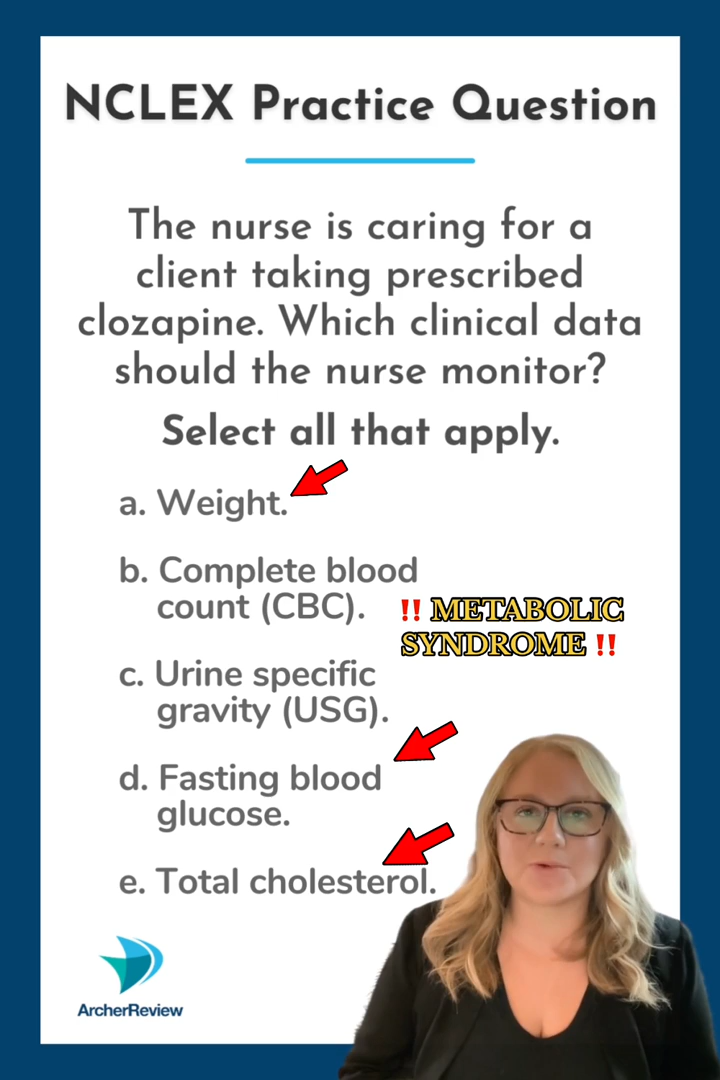 NCLEX Practice Question
The nurse is caring for a
client taking prescribed
clozapine. Which clinical data
should the nurse monitor?
Select all that apply.
a. Weight.
b. Complete blood
count (CBC).
‼️ METABOLIC
SYNDROME ‼️
c. Urine specific
gravity (USG).
d. Fasting blood
glucose.
e. Total cholesterol.
ArcherReview